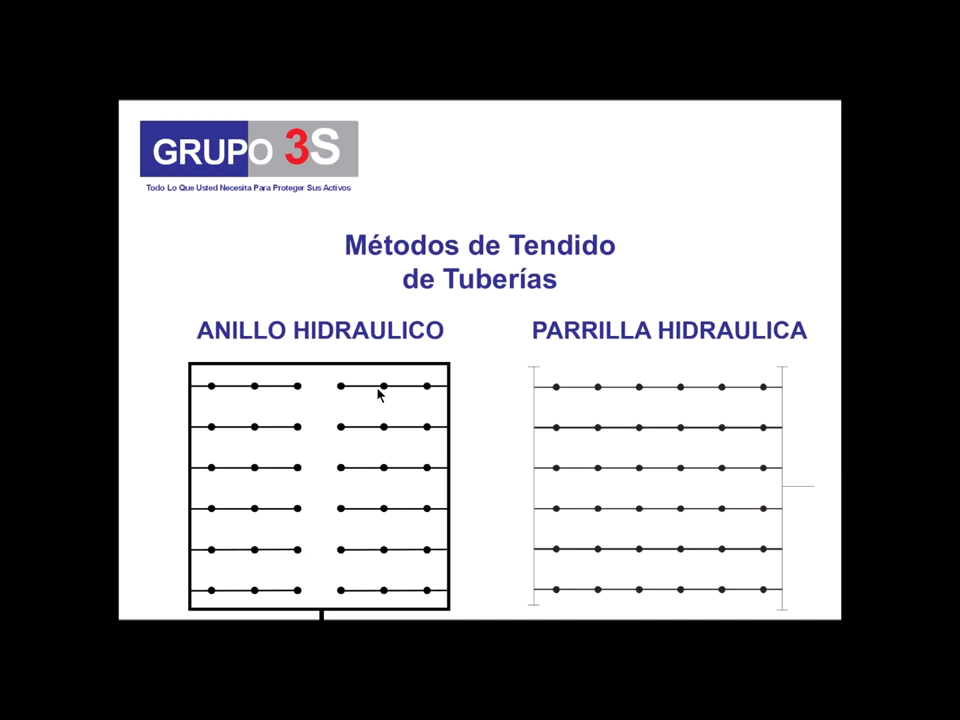 GRUPO 3S
Todo Lo Que Usted Necesita Para Proteger Sus Activos
Métodos de Tendido
de Tuberías
ANILLO HIDRAULICO
PARRILLA HIDRAULICA